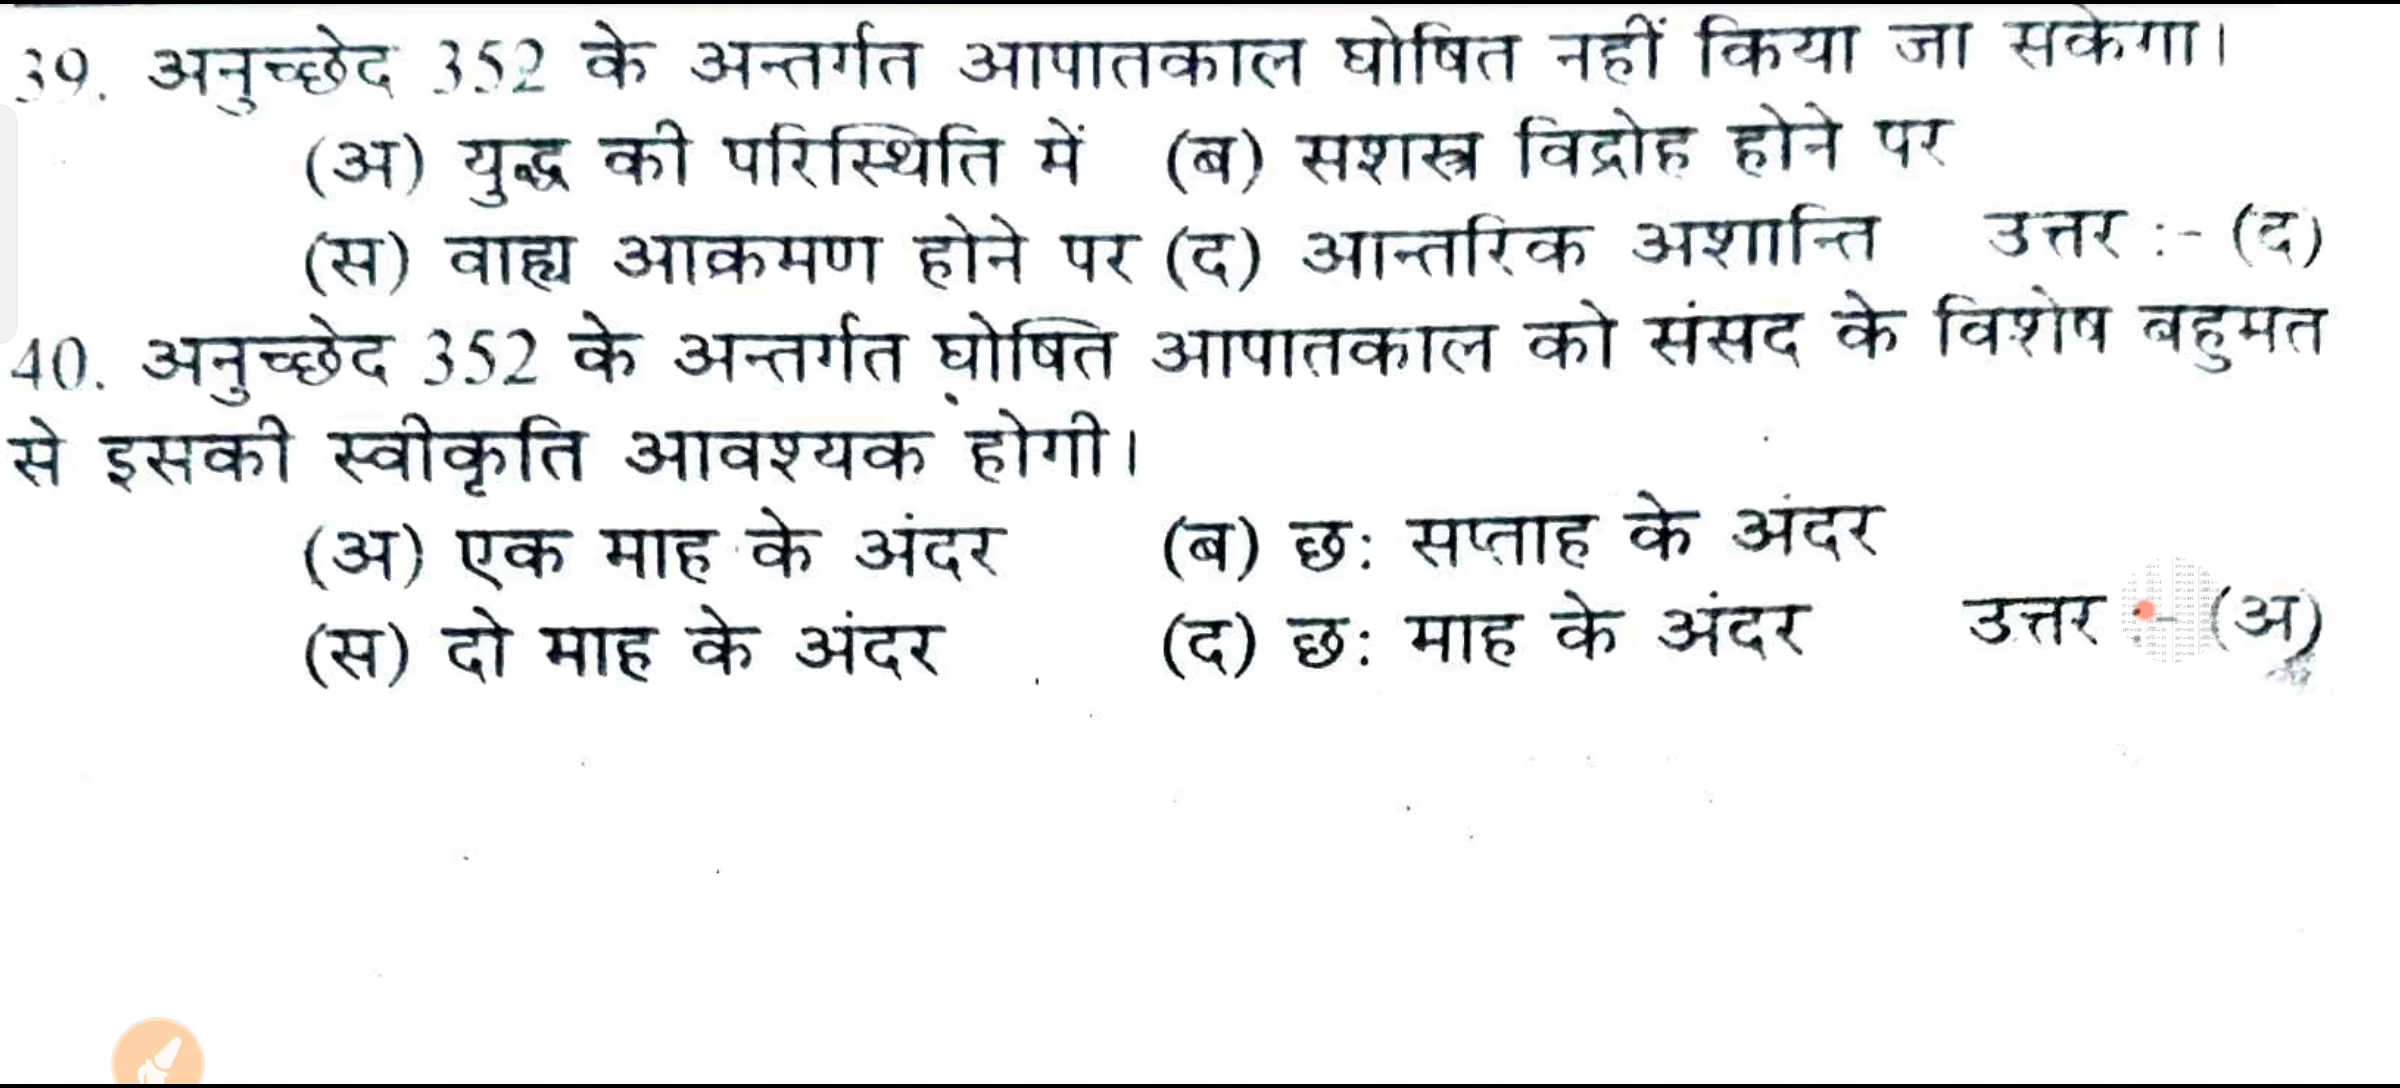 39. अनुच्छेद 352 के अन्तर्गत आपातकाल घोषित नहीं किया जा सकेगा।
(अ) युद्ध की परिस्थिति में (ब) सशस्त्र विद्रोह होने पर
(स) वाह्य आक्रमण होने पर (द) आन्तरिक अशान्ति उत्तर :- (द)
40. अनुच्छेद 352 के अन्तर्गत घोषित आपातकाल को संसद के विशेष बहुमत
से इसकी स्वीकृति आवश्यक होगी।
(अ) एक माह के अंदर (ब) छः सप्ताह के अंदर
(स) दो माह के अंदर (द) छः माह के अंदर उत्तर :- (अ)